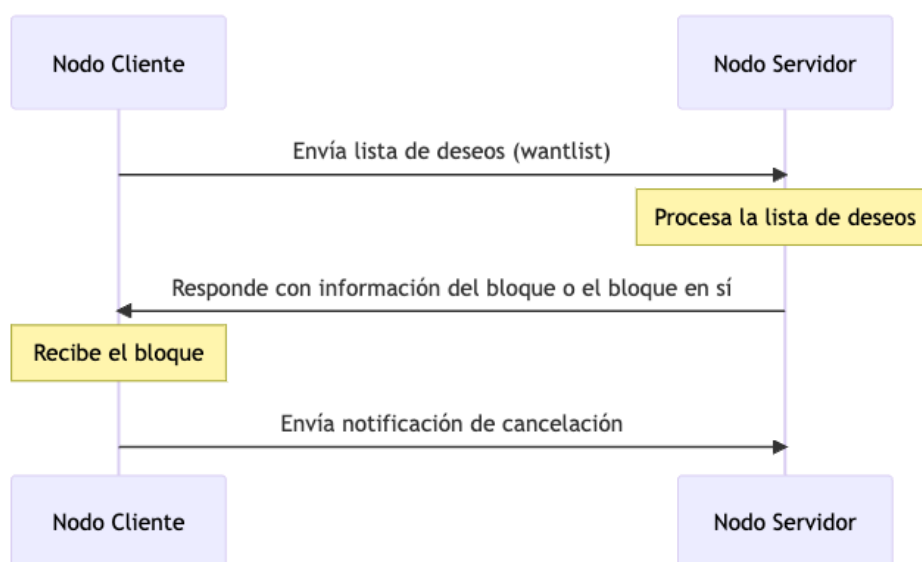 Nodo Cliente
Nodo Servidor
Envía lista de deseos (wantlist)
Procesa la lista de deseos
Responde con información del bloque o el bloque en sí
Recibe el bloque
Envía notificación de cancelación
Nodo Cliente
Nodo Servidor